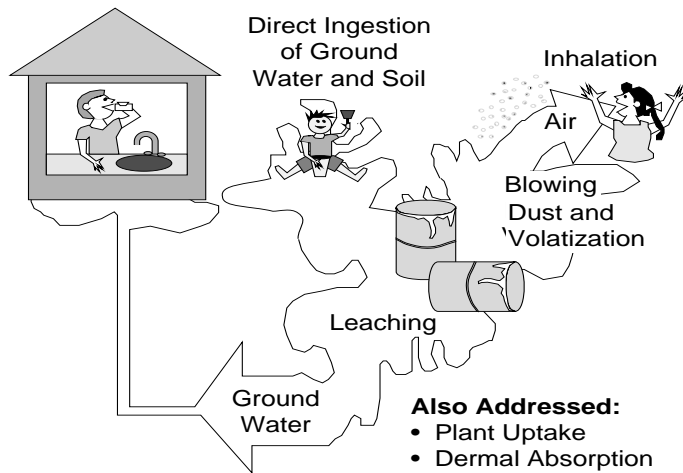 Direct Ingestion
of Ground
Water and Soil
Inhalation
Air
Blowing
Dust and
Volatization
Leaching
Ground
Water
Also Addressed:
• Plant Uptake
• Dermal Absorption